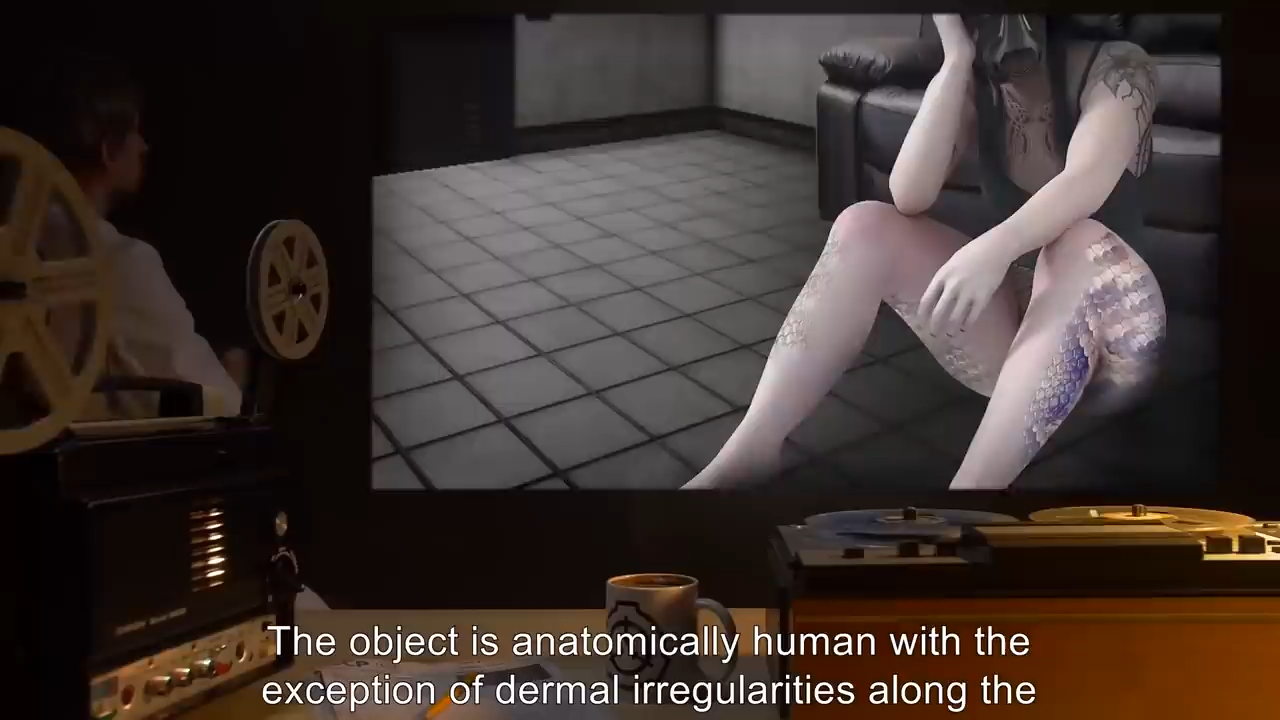 The object is anatomically human with the
exception of dermal irregularities along the